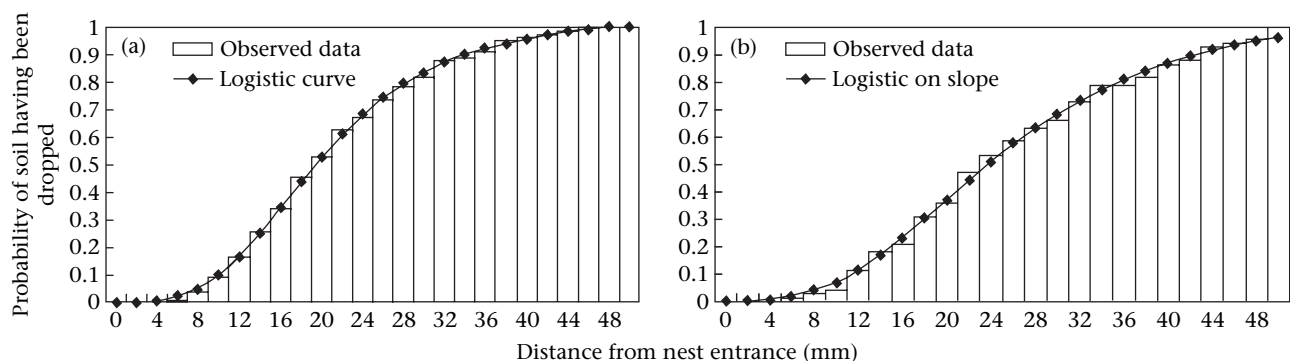 Probability of soil having been
dropped
1
0.9
0.8
0.7
0.6
0.5
0.4
0.3
0.2
0.1
0
(a)
Observed data
Logistic curve
0 4 8 12 16 20 24 28 32 36 40 44 48
1
0.9
0.8
0.7
0.6
0.5
0.4
0.3
0.2
0.1
0
(b)
Observed data
Logistic on slope
0 4 8 12 16 20 24 28 32 36 40 44 48
Distance from nest entrance (mm)